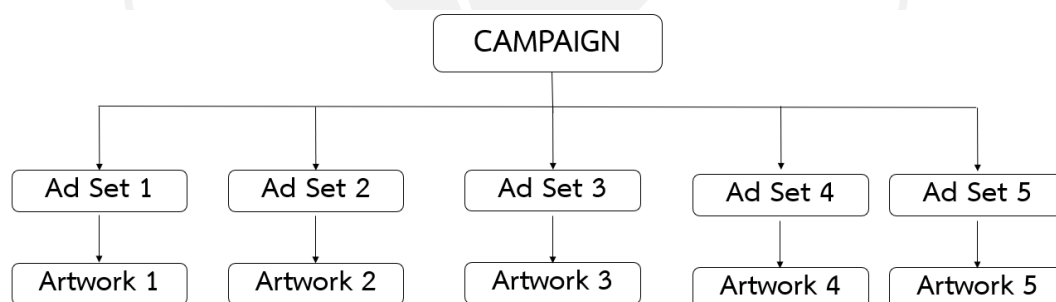 CAMPAIGN
Ad Set 1
Ad Set 2
Ad Set 3
Ad Set 4
Ad Set 5
Artwork 1
Artwork 2
Artwork 3
Artwork 4
Artwork 5